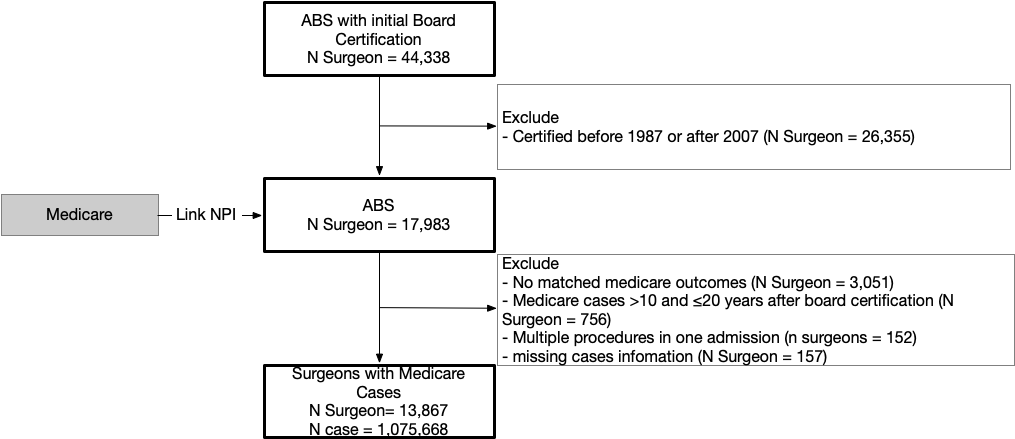 ABS with initial Board
Certification
N Surgeon = 44,338
Exclude
- Certified before 1987 or after 2007 (N Surgeon = 26,355)
Medicare
Link NPI
ABS
N Surgeon = 17,983
Exclude
- No matched medicare outcomes (N Surgeon = 3,051)
- Medicare cases >10 and ≤20 years after board certification (N
Surgeon = 756)
- Multiple procedures in one admission (n surgeons = 152)
- missing cases infomation (N Surgeon = 157)
Surgeons with Medicare
Cases
N Surgeon= 13,867
N case = 1,075,668